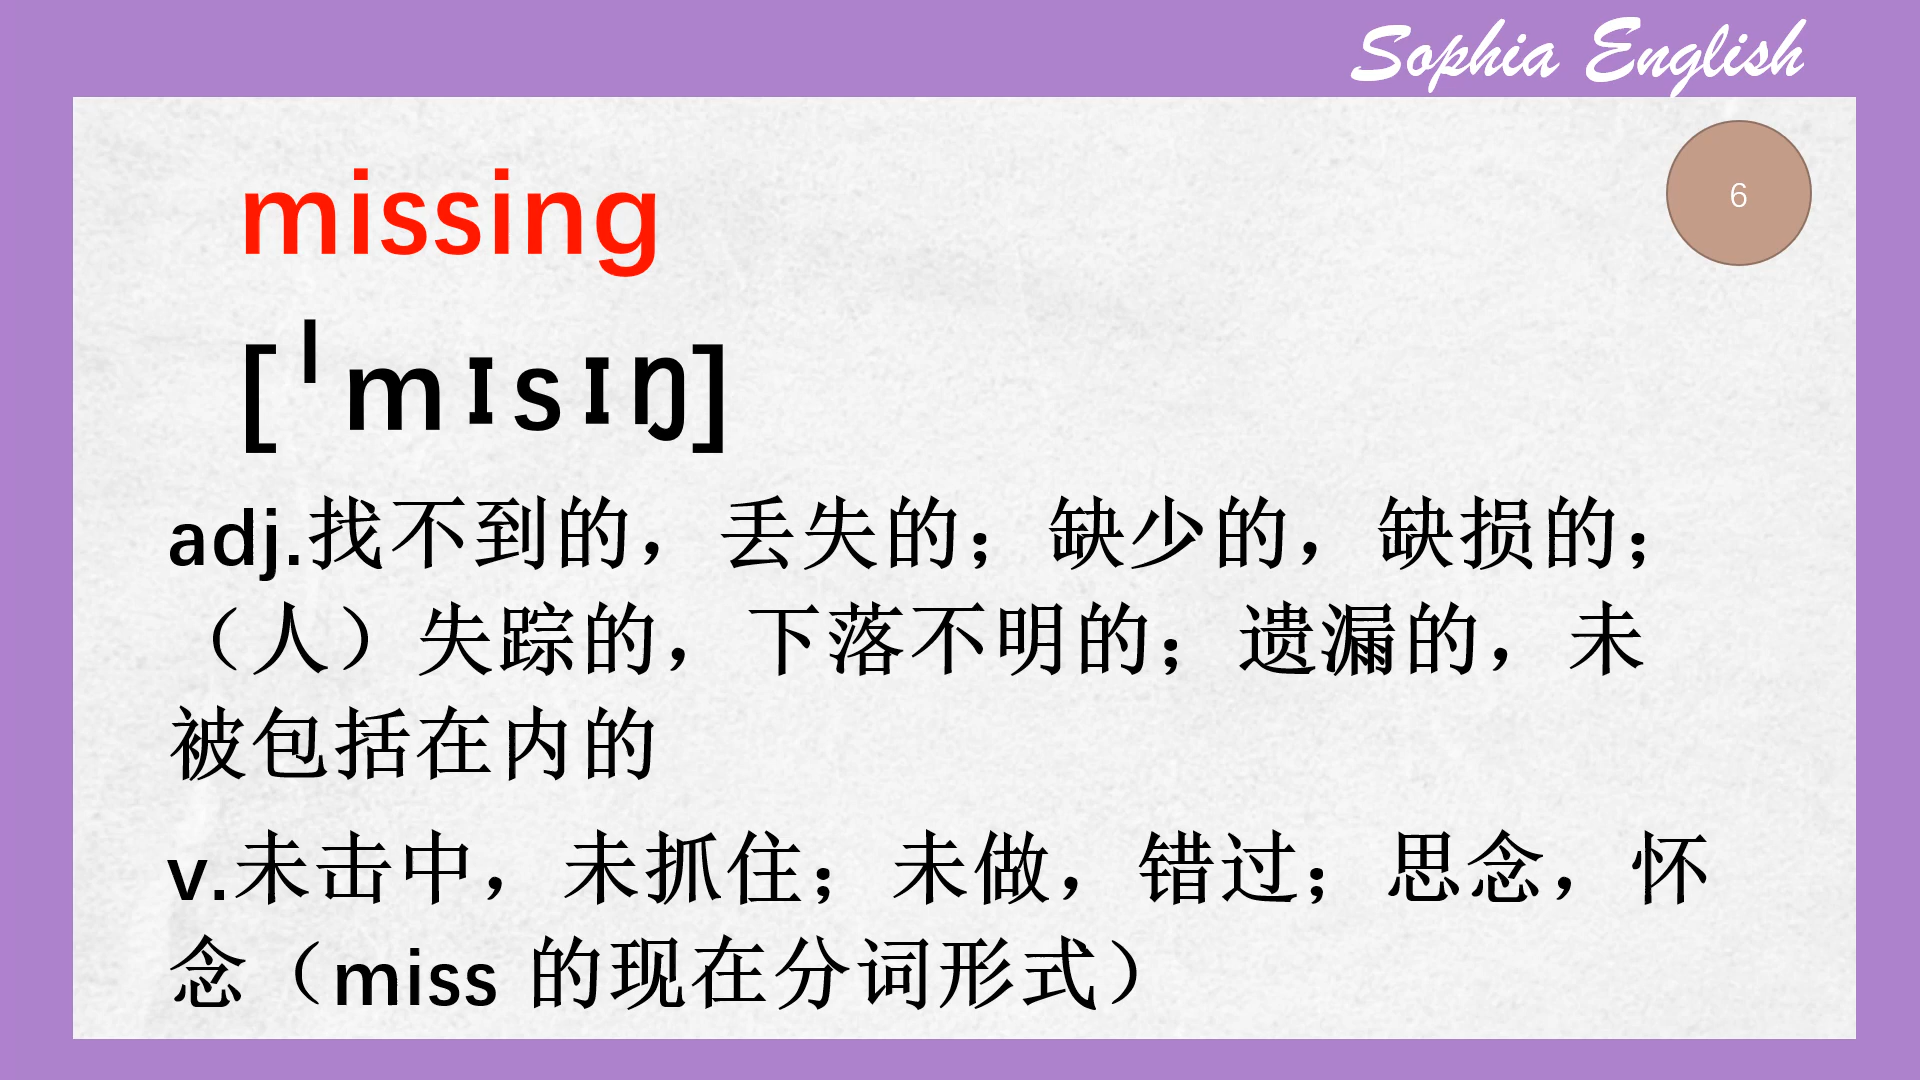 Sophia English
6
missing
[ˈmɪsɪŋ]
adj.找不到的，丢失的；缺少的，缺损的；
（人）失踪的，下落不明的；遗漏的，未
被包括在内的
v.未击中，未抓住；未做，错过；思念，怀
念（miss 的现在分词形式）